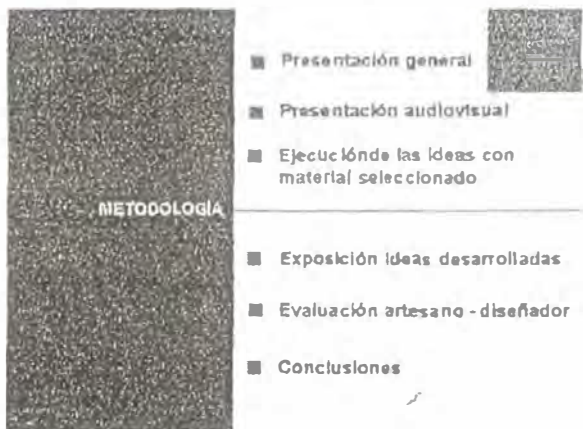 Presentación general
Presentación audiovisual
Ejecuciónde las ideas con
material seleccionado
METODOLOGÍA
Exposición ideas desarrolladas
Evaluación artesano - diseñador
Conclusiones